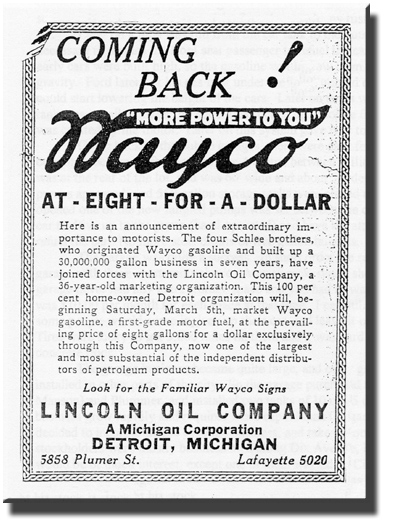 COMING
BACK!
"MORE POWER TO YOU"
Wayco
AT - EIGHT - FOR - A - DOLLAR
Here is an announcement of extraordinary im-
portance to motorists. The four Schlee brothers,
who originated Wayco gasoline and built up a
30,000.000 gallon business in seven years, have
joined forces with the Lincoln Oil Company, a
36-year-old marketing organization. This 100 per
cent home-owned Detroit organization will, be-
ginning Saturday, March 5th, market Wayco
gasoline, a first-grade motor fuel, at the prevail-
ing price of eight gallons for a dollar exclusively
through this Company, now one of the largest
and most substantial of the independent distribu-
tors of petroleum products.
Look for the Familiar Wayco Signs
LINCOLN OIL COMPANY
A Michigan Corporation
DETROIT, MICHIGAN
3858 Plumer St. Lafayette 5020